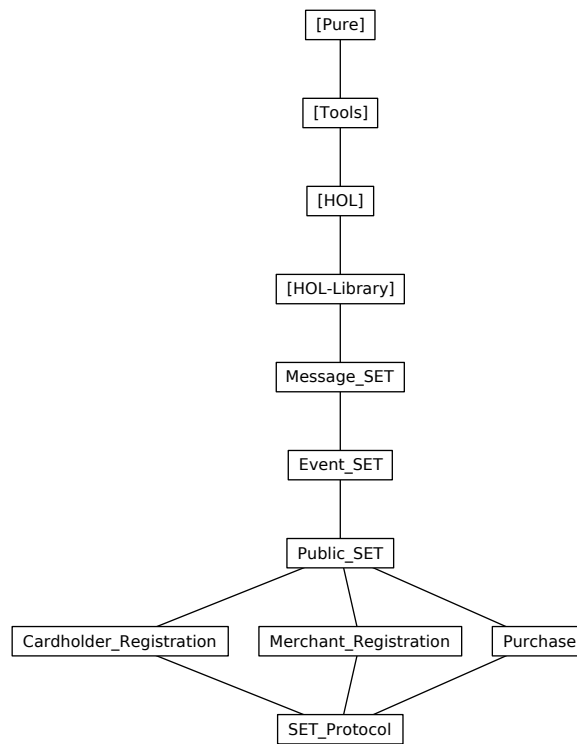 [Pure]
[Tools]
[HOL]
[HOL-Library]
Message_SET
Event_SET
Public_SET
Cardholder_Registration
Merchant_Registration
Purchase
SET_Protocol